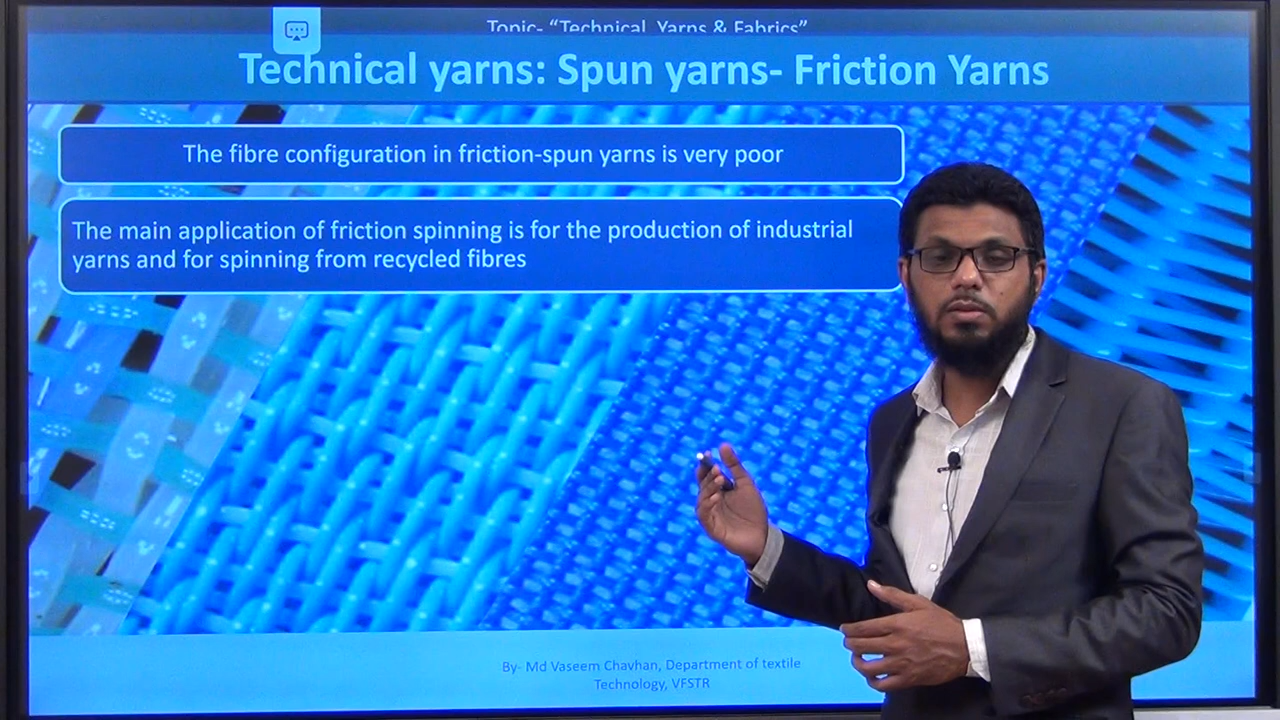 Topic- “Technical Yarns & Fabrics”
Technical yarns: Spun yarns- Friction Yarns
The fibre configuration in friction-spun yarns is very poor
The main application of friction spinning is for the production of industrial
yarns and for spinning from recycled fibres
By- Md Vaseem Chavhan, Department of textile
Technology, VFSTR